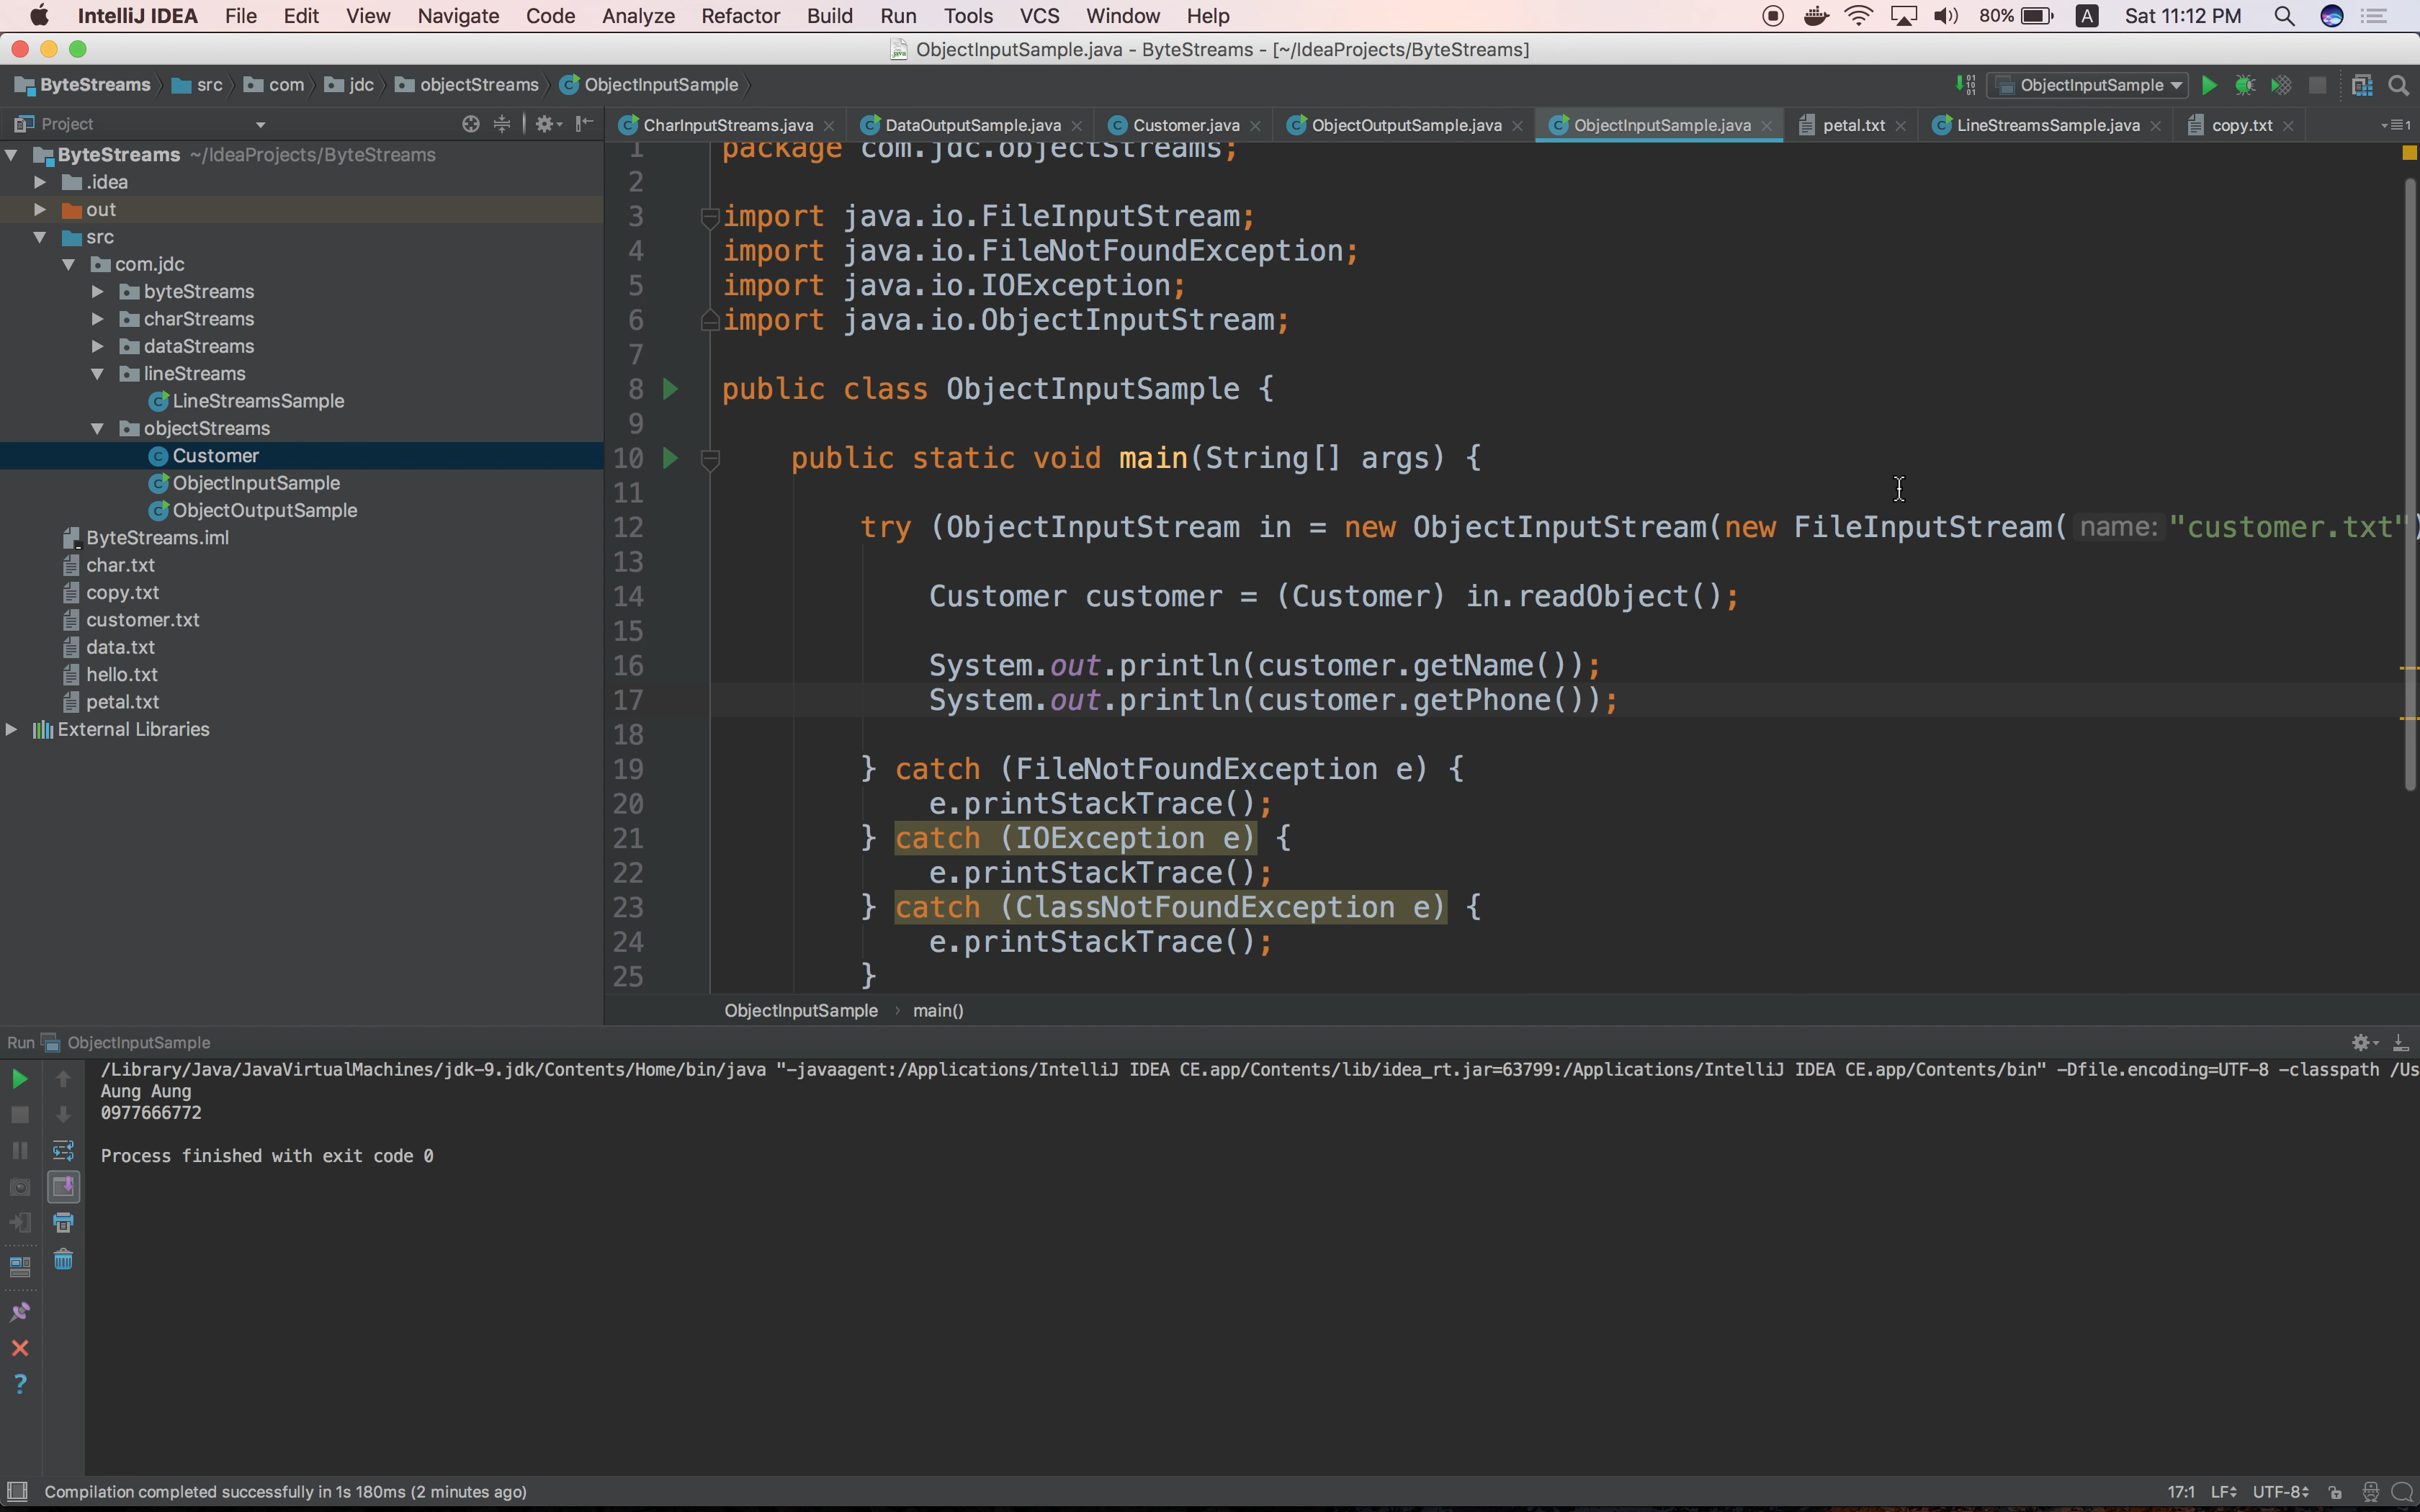 IntelliJ IDEA File Edit View Navigate Code Analyze Refactor Build Run Tools VCS Window Help 80% A Sat 11:12 PM
ObjectInputSample.java - ByteStreams - [~/IdeaProjects/ByteStreams]
ByteStreams src com jdc objectStreams ObjectInputSample ObjectInputSample
Project
CharInputStreams.java DataOutputSample.java Customer.java ObjectOutputSample.java ObjectInputSample.java petal.txt LineStreamsSample.java copy.txt
ByteStreams ~/IdeaProjects/ByteStreams
.idea
out
src
com.jdc
byteStreams
charStreams
dataStreams
lineStreams
LineStreamsSample
objectStreams
Customer
ObjectInputSample
ObjectOutputSample
ByteStreams.iml
char.txt
copy.txt
customer.txt
data.txt
hello.txt
petal.txt
External Libraries
1 package com.jdc.objectStreams;
2
3 import java.io.FileInputStream;
4 import java.io.FileNotFoundException;
5 import java.io.IOException;
6 import java.io.ObjectInputStream;
7
8 public class ObjectInputSample {
9
10 public static void main(String[] args) {
11
12 try (ObjectInputStream in = new ObjectInputStream(new FileInputStream( name: "customer.txt")
13
14 Customer customer = (Customer) in.readObject();
15
16 System.out.println(customer.getName());
17 System.out.println(customer.getPhone());
18
19 } catch (FileNotFoundException e) {
20 e.printStackTrace();
21 } catch (IOException e) {
22 e.printStackTrace();
23 } catch (ClassNotFoundException e) {
24 e.printStackTrace();
25 }
ObjectInputSample main()
Run ObjectInputSample
/Library/Java/JavaVirtualMachines/jdk-9.jdk/Contents/Home/bin/java "-javaagent:/Applications/IntelliJ IDEA CE.app/Contents/lib/idea_rt.jar=63799:/Applications/IntelliJ IDEA CE.app/Contents/bin" -Dfile.encoding=UTF-8 -classpath /Us
Aung Aung
0977666772
Process finished with exit code 0
Compilation completed successfully in 1s 180ms (2 minutes ago) 17:1 LF UTF-8